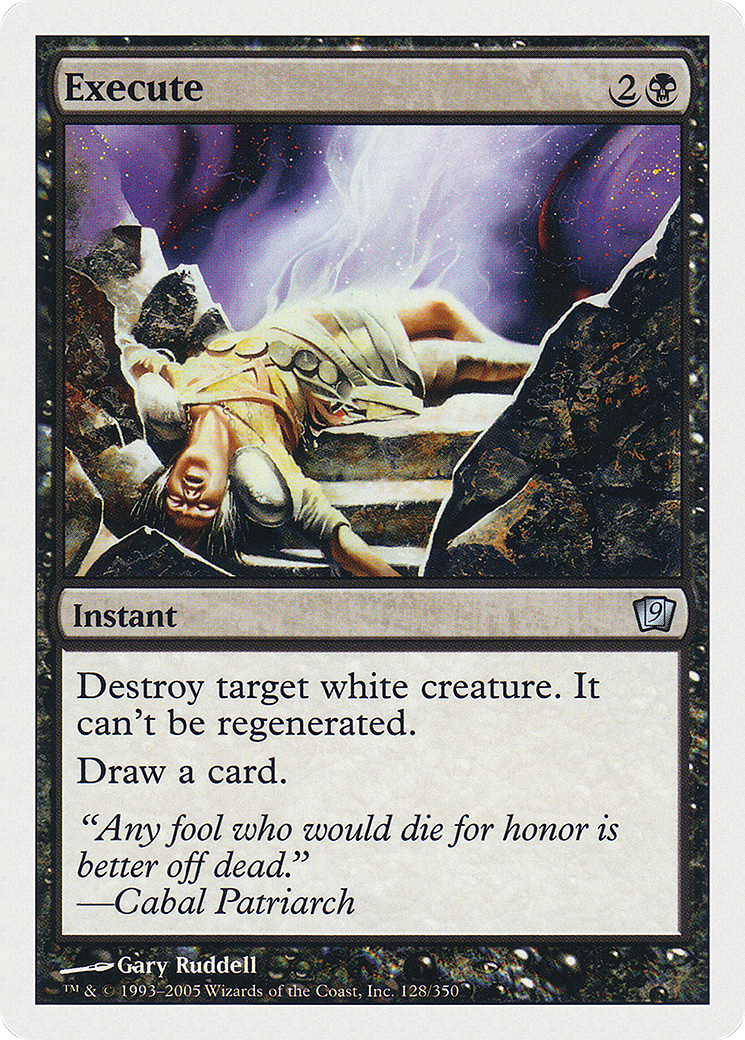 Execute 2
Instant 9
Destroy target white creature. It
can't be regenerated.
Draw a card.
“Any fool who would die for honor is
better off dead.”
—Cabal Patriarch
Gary Ruddell
™ & © 1993–2005 Wizards of the Coast, Inc. 128/350